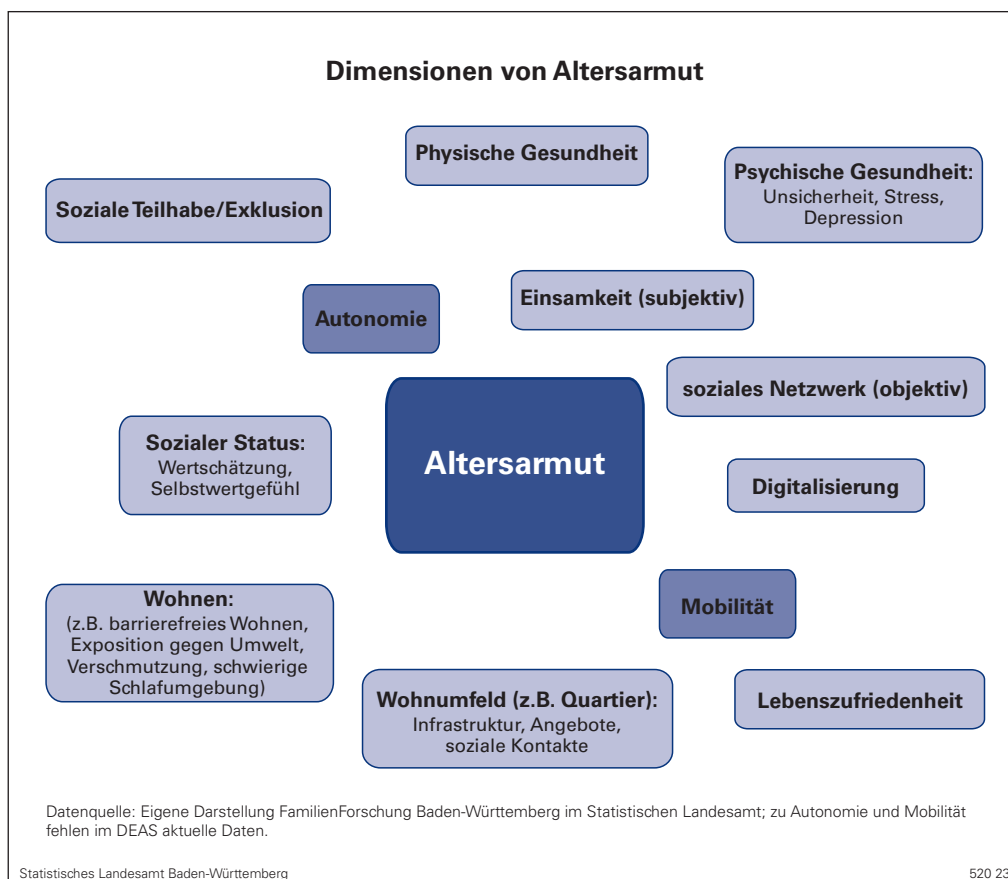 Dimensionen von Altersarmut
Physische Gesundheit
Psychische Gesundheit:
Unsicherheit, Stress,
Depression
Soziale Teilhabe/Exklusion
Einsamkeit (subjektiv)
Autonomie
soziales Netzwerk (objektiv)
Altersarmut
Sozialer Status:
Wertschätzung,
Selbstwertgefühl
Digitalisierung
Mobilität
Wohnen:
(z.B. barrierefreies Wohnen,
Exposition gegen Umwelt,
Verschmutzung, schwierige
Schlafumgebung)
Wohnumfeld (z.B. Quartier):
Infrastruktur, Angebote,
soziale Kontakte
Lebenszufriedenheit
Datenquelle: Eigene Darstellung FamilienForschung Baden-Württemberg im Statistischen Landesamt; zu Autonomie und Mobilität
fehlen im DEAS aktuelle Daten.
Statistisches Landesamt Baden-Württemberg
520 23